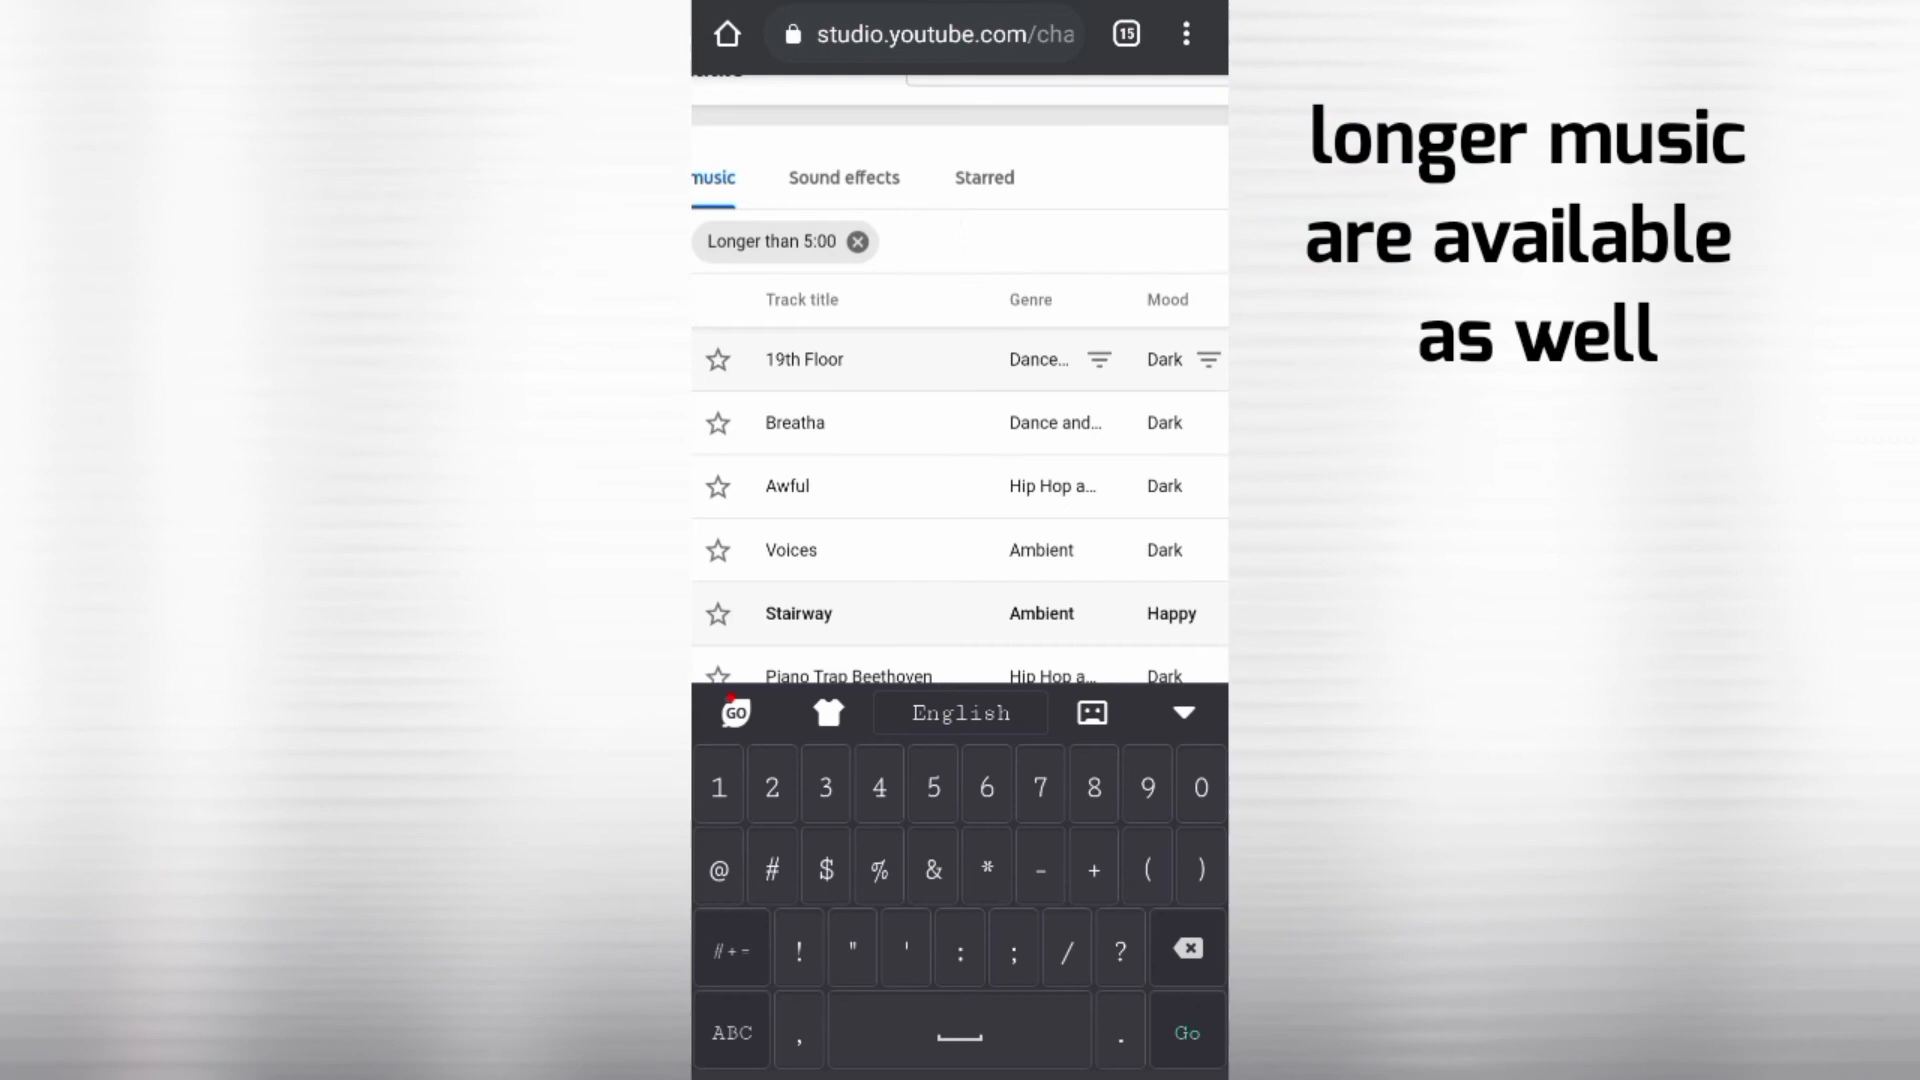 studio.youtube.com/cha
15
music
Sound effects
Starred
Longer than 5:00
Track title Genre Mood
19th Floor Dance... Dark
Breatha Dance and... Dark
Awful Hip Hop a... Dark
Voices Ambient Dark
Stairway Ambient Happy
Piano Trap Beethoven Hip Hop a... Dark
GO
English
1 2 3 4 5 6 7 8 9 0
@ # $ % & * - + ( )
#+= ! " ' : ; / ?
ABC , . Go
longer music
are available
as well